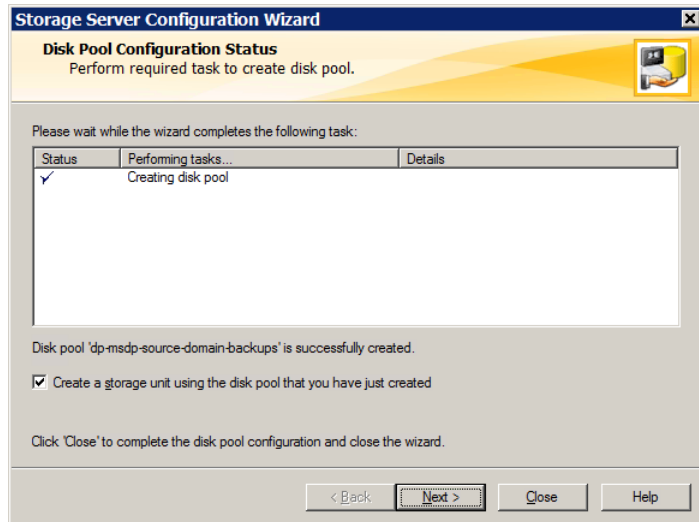 Storage Server Configuration Wizard
Disk Pool Configuration Status
Perform required task to create disk pool.
Please wait while the wizard completes the following task:
Status Performing tasks... Details
Creating disk pool
Disk pool 'dp-msdp-source-domain-backups' is successfully created.
Create a storage unit using the disk pool that you have just created
Click 'Close' to complete the disk pool configuration and close the wizard.
< Back Next > Close Help